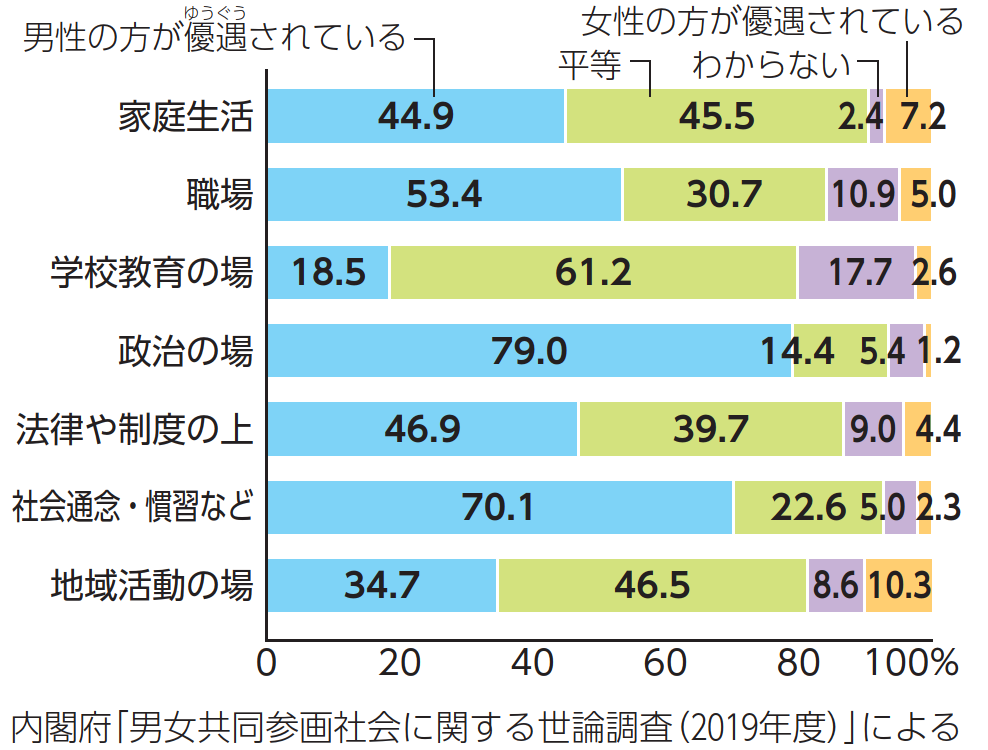 ゆうぐう
男性の方が優遇されている
女性の方が優遇されている
平等
わからない
家庭生活 44.9 45.5 2.4 7.2
職場 53.4 30.7 10.9 5.0
学校教育の場 18.5 61.2 17.7 2.6
政治の場 79.0 14.4 5.4 1.2
法律や制度の上 46.9 39.7 9.0 4.4
社会通念・慣習など 70.1 22.6 5.0 2.3
地域活動の場 34.7 46.5 8.6 10.3
0 20 40 60 80 100%
内閣府「男女共同参画社会に関する世論調査（2019年度）」による